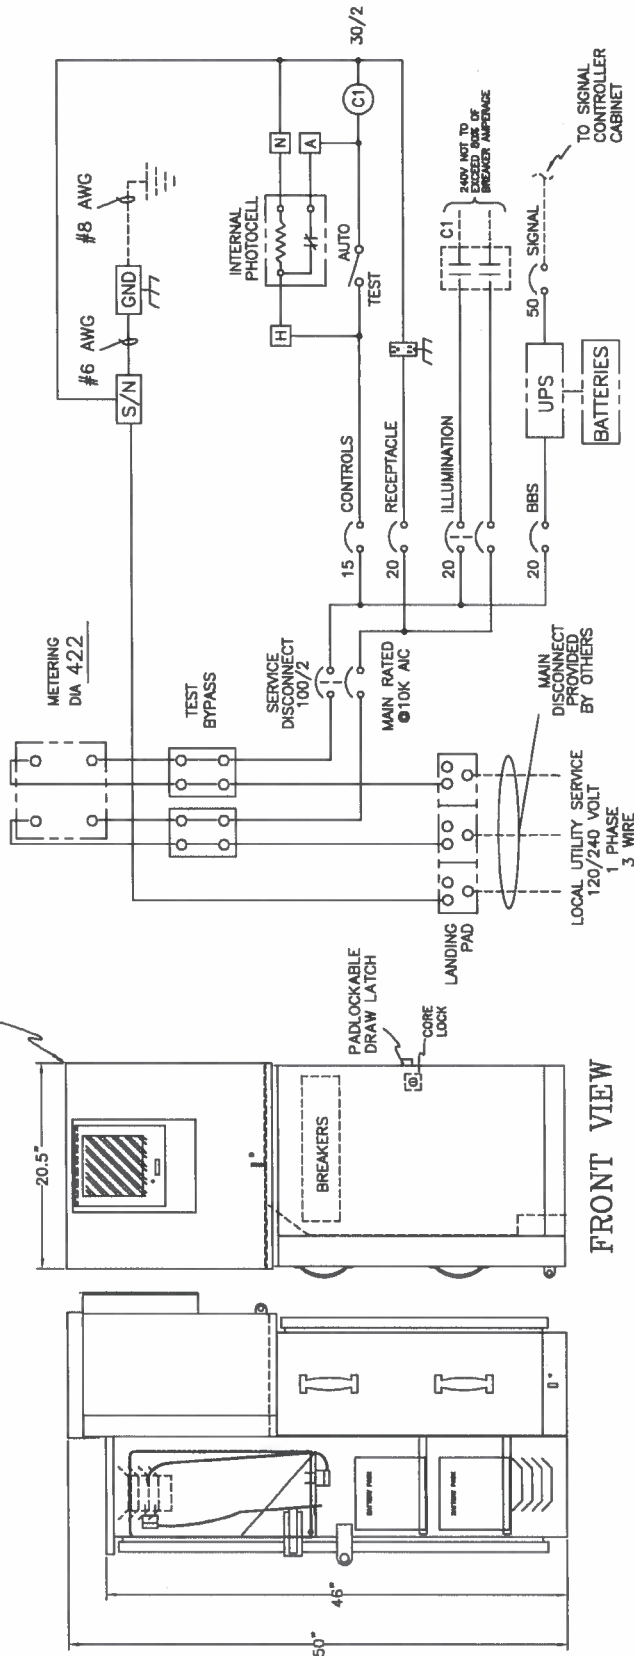 METERING
DIA 422
TEST
BYPASS
SERVICE
DISCONNECT
100/2
MAIN RATED
@10K AIC
S/N
#6 AWG
GND
#8 AWG
INTERNAL
PHOTOCELL
H
N
A
AUTO
TEST
C1
30/2
15
CONTROLS
20
RECEPTACLE
20
ILLUMINATION
C1
240V NOT TO
EXCEED 80% OF
BREAKER AMPERAGE
20
BBS
UPS
BATTERIES
50
SIGNAL
TO SIGNAL
CONTROLLER
CABINET
LANDING
PAD
MAIN
DISCONNECT
PROVIDED
BY OTHERS
LOCAL UTILITY SERVICE
120/240 VOLT
1 PHASE
3 WIRE
20.5"
BREAKERS
PADLOCKABLE
DRAW LATCH
CORE
LOCK
FRONT VIEW
50"
46"
BATTERY PACK
BATTERY PACK